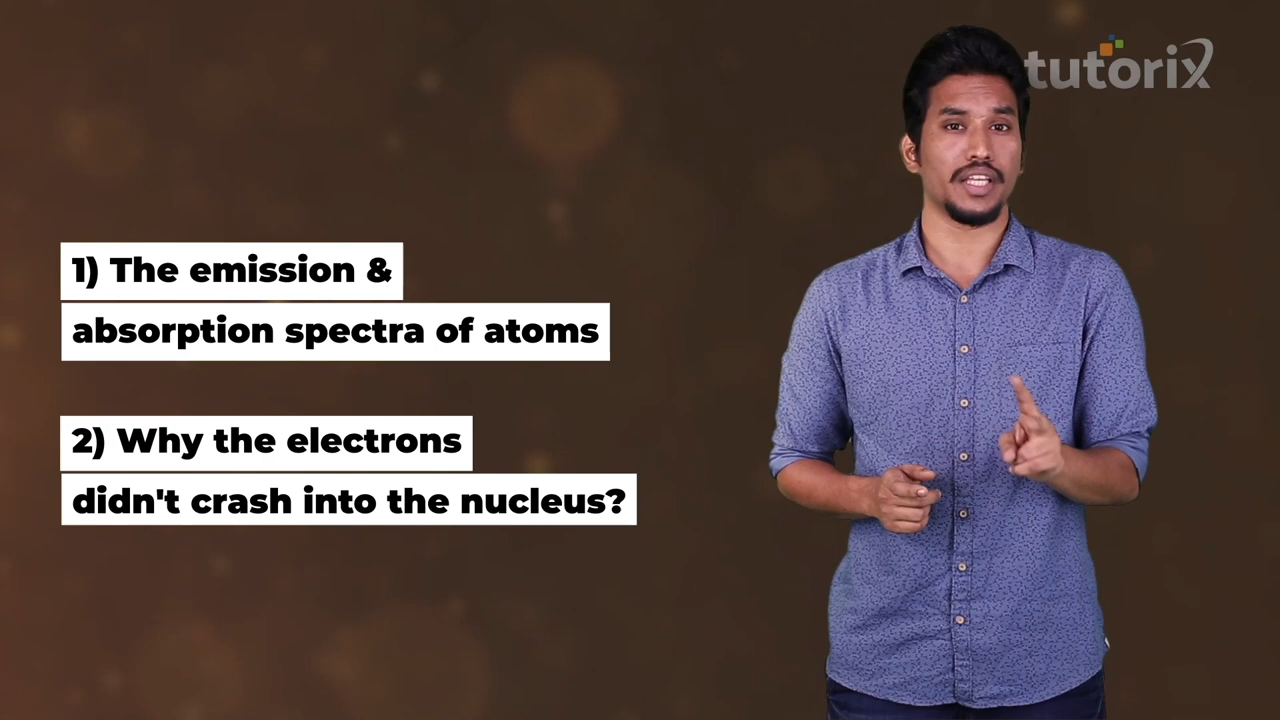 tutorix
1) The emission &
absorption spectra of atoms
2) Why the electrons
didn't crash into the nucleus?